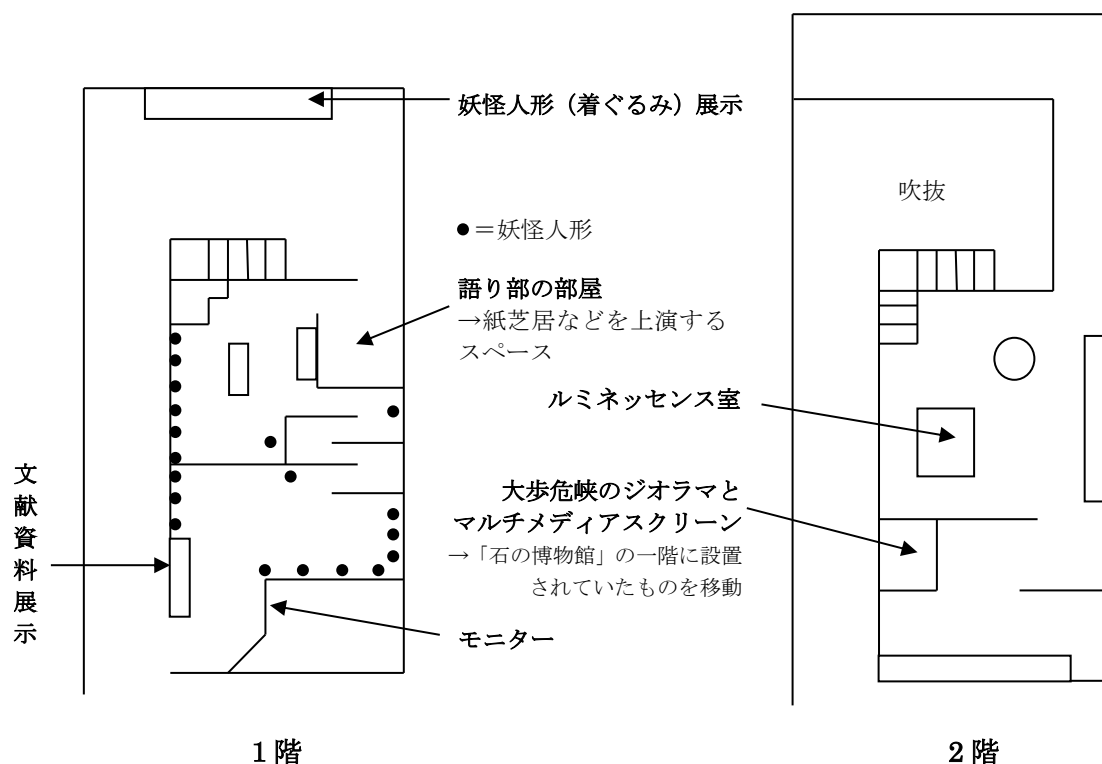 妖怪人形（着ぐるみ）展示
吹抜
●＝妖怪人形
語り部の部屋
→紙芝居などを上演する
スペース
ルミネッセンス室
文献資料展示
大歩危峡のジオラマと
マルチメディアスクリーン
→「石の博物館」の一階に設置
されていたものを移動
モニター
1階
2階